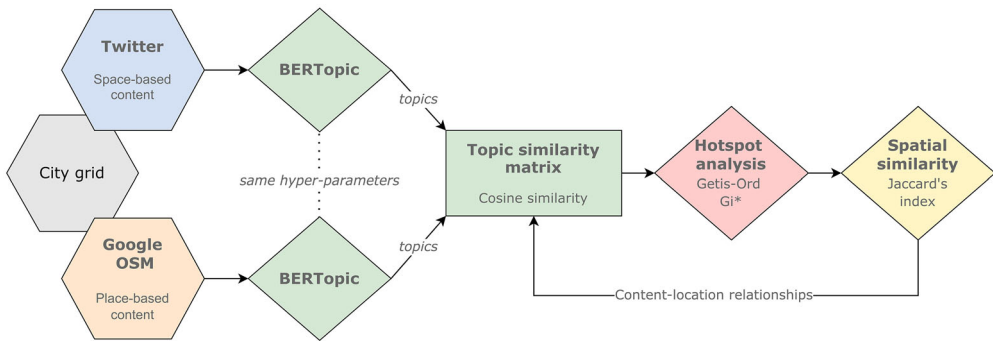 Twitter
Space-based
content
BERTopic
topics
City grid
same hyper-parameters
Topic similarity
matrix
Cosine similarity
Hotspot
analysis
Getis-Ord
Gi*
Spatial
similarity
Jaccard's
index
Google
OSM
Place-based
content
BERTopic
topics
Content-location relationships